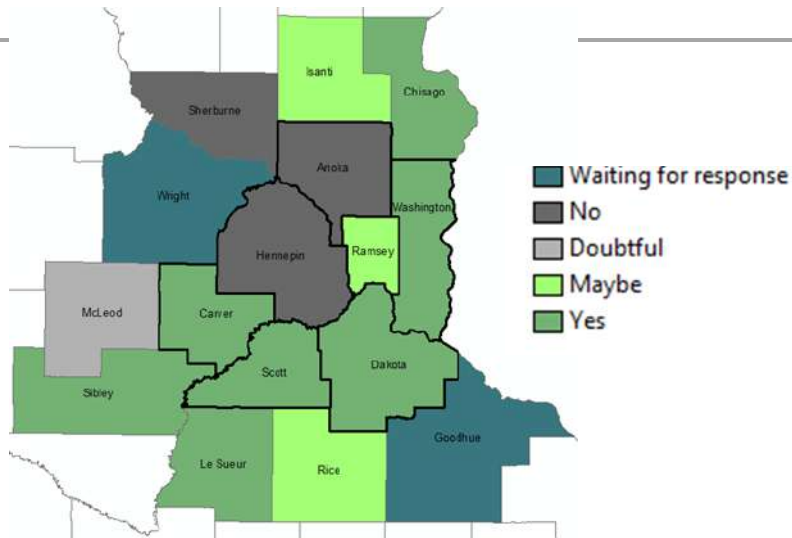 Isanti
Chisago
Sherburne
Anoka
Wright
Washington
Ramsey
Hennepin
McLeod
Carver
Scott
Dakota
Sibley
Goodhue
Le Sueur
Rice
Waiting for response
No
Doubtful
Maybe
Yes